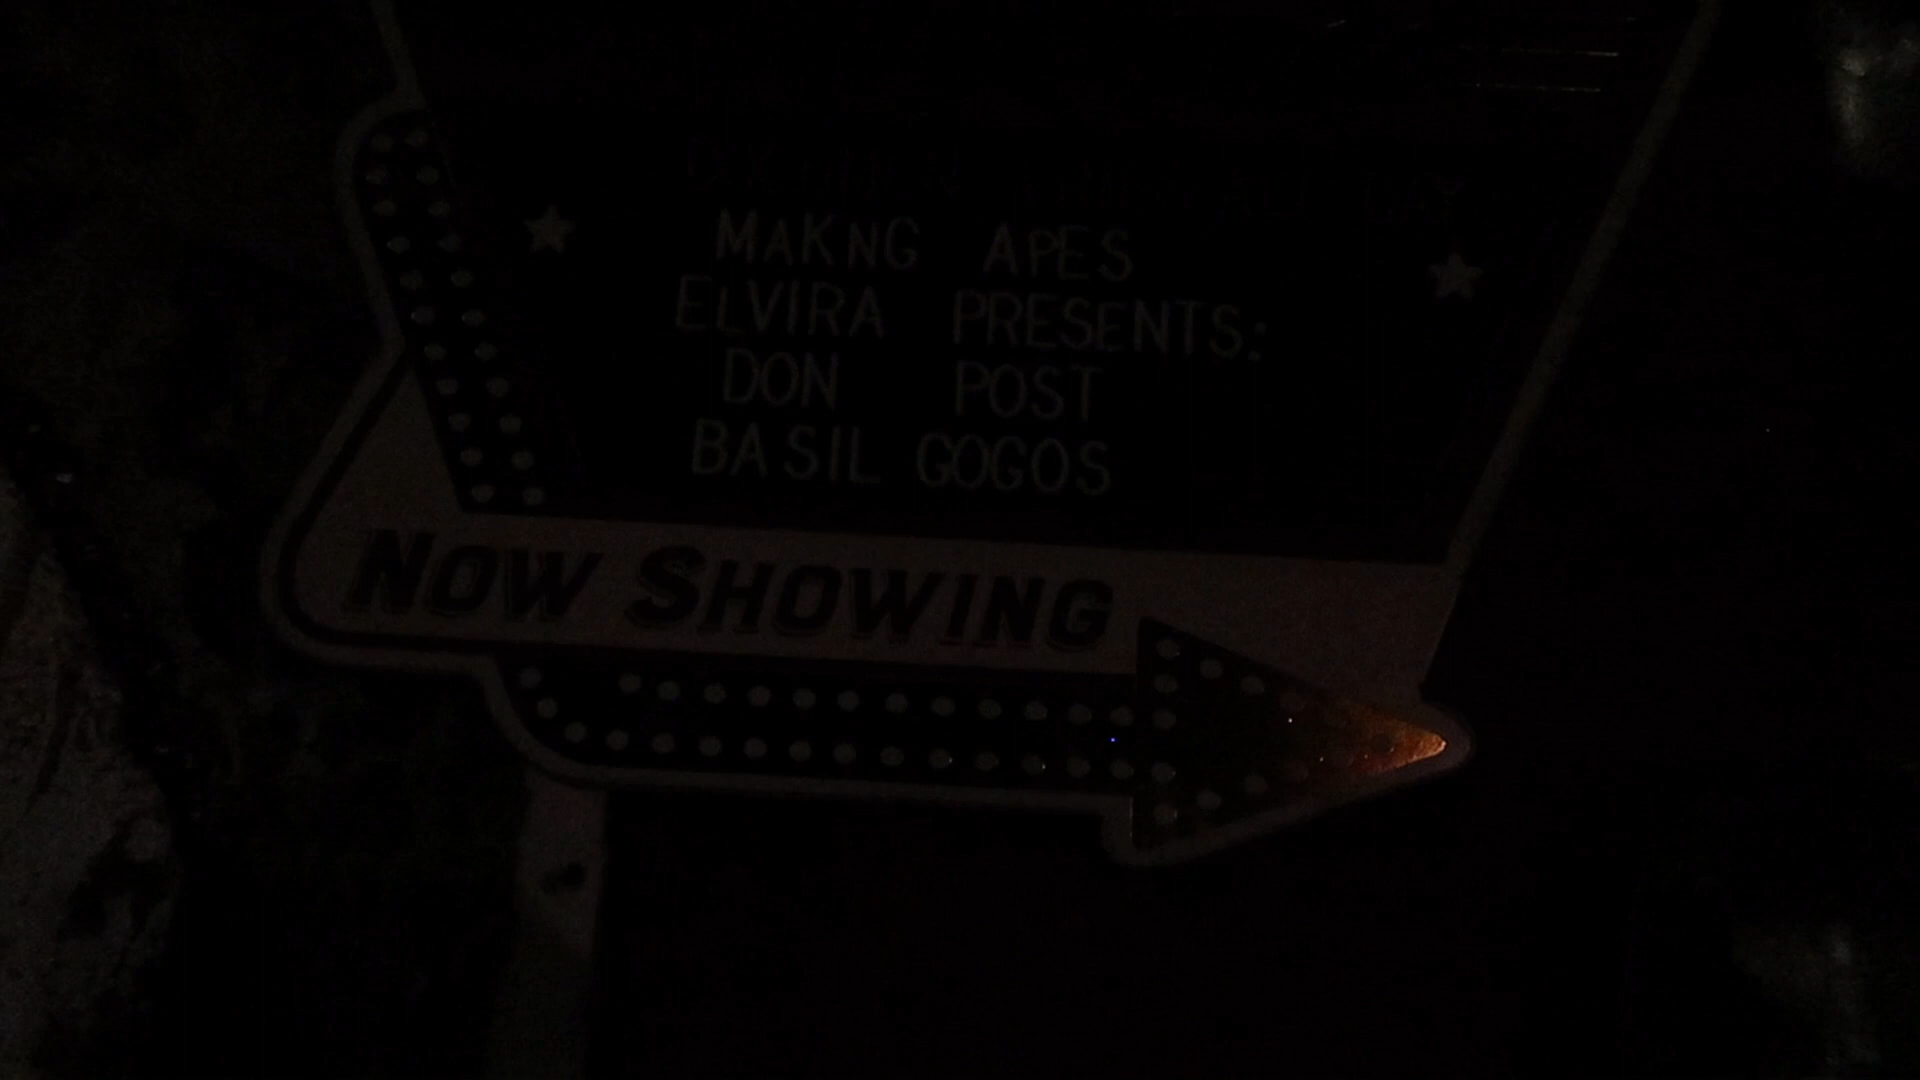 MAKNG APES
ELVIRA PRESENTS:
DON POST
BASIL GOGOS
NOW SHOWING